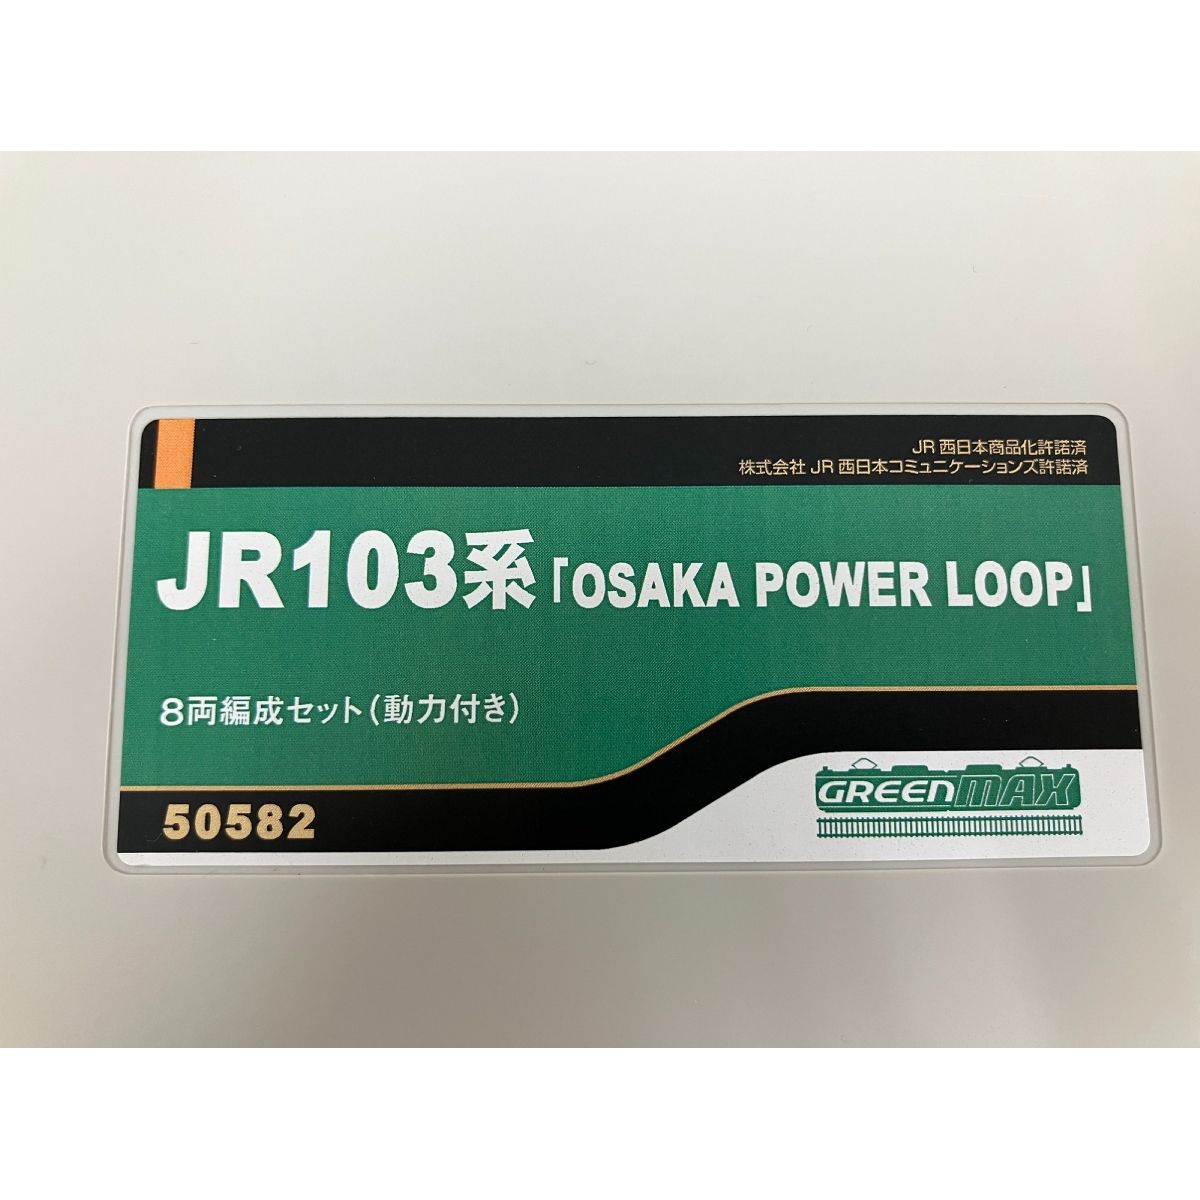 JR 西日本商品化許諾済
株式会社 JR 西日本コミュニケーションズ許諾済
JR103系「OSAKA POWER LOOP」
8両編成セット(動力付き)
50582
GREENMAX